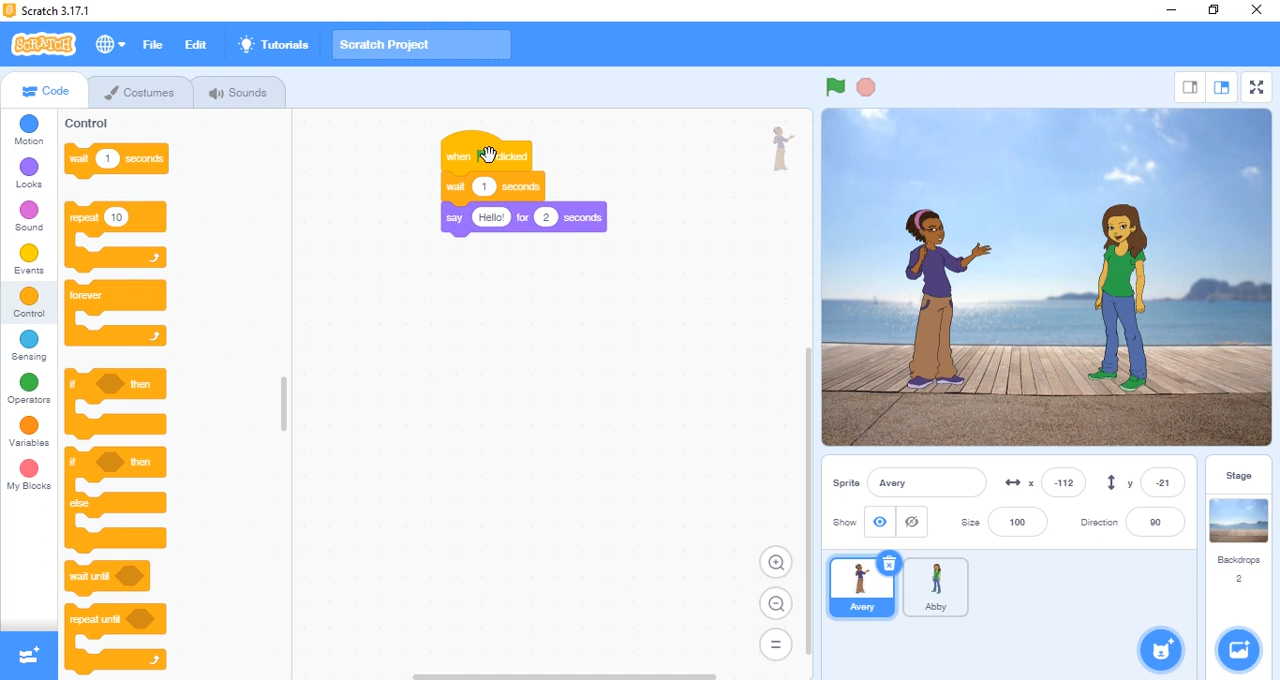 Scratch 3.17.1
SCRATCH File Edit Tutorials Scratch Project
Code Costumes Sounds
Motion
Looks
Sound
Events
Control
Sensing
Operators
Variables
My Blocks
Control
wait 1 seconds
repeat 10
forever
if then
if then
else
wait until
repeat until
when clicked
wait 1 seconds
say Hello! for 2 seconds
Sprite Avery x -112 y -21
Show Size 100 Direction 90
Avery
Abby
Stage
Backdrops
2